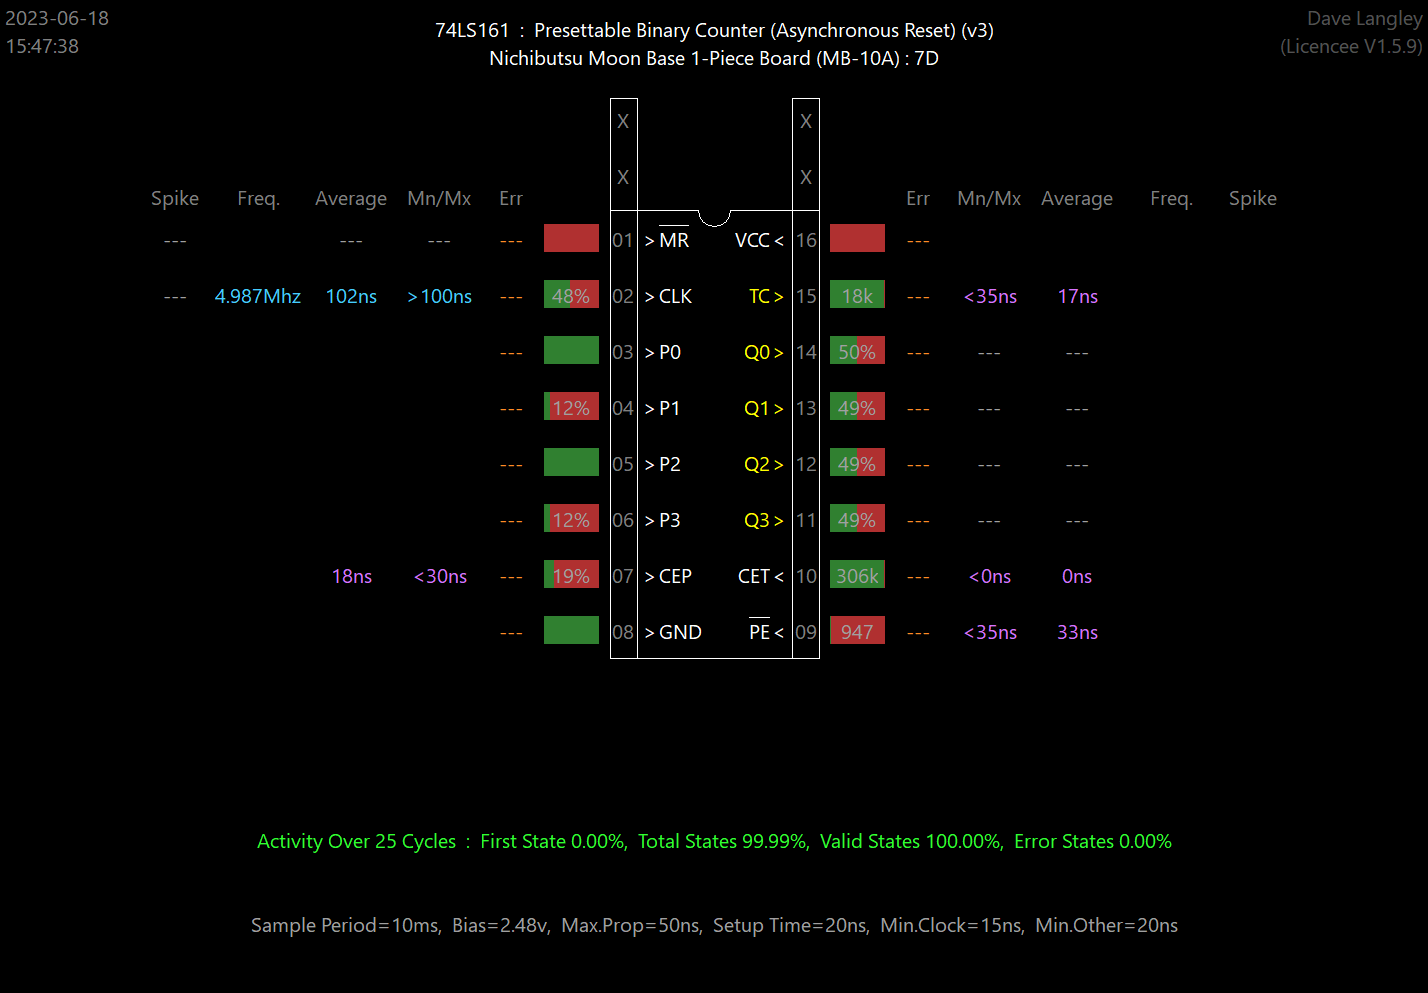 2023-06-18
15:47:38
74LS161 : Presettable Binary Counter (Asynchronous Reset) (v3)
Nichibutsu Moon Base 1-Piece Board (MB-10A) : 7D
Dave Langley
(Licencee V1.5.9)
X X
X X
Spike Freq. Average Mn/Mx Err Err Mn/Mx Average Freq. Spike
--- --- --- --- 01 >MR VCC< 16 ---
--- 4.987Mhz 102ns >100ns --- 48% 02 >CLK TC> 15 18k --- <35ns 17ns
--- 03 >P0 Q0> 14 50% --- --- ---
--- 12% 04 >P1 Q1> 13 49% --- --- ---
--- 05 >P2 Q2> 12 49% --- --- ---
--- 12% 06 >P3 Q3> 11 49% --- --- ---
18ns <30ns --- 19% 07 >CEP CET< 10 306k --- <0ns 0ns
--- 08 >GND PE< 09 947 --- <35ns 33ns
Activity Over 25 Cycles : First State 0.00%, Total States 99.99%, Valid States 100.00%, Error States 0.00%
Sample Period=10ms, Bias=2.48v, Max.Prop=50ns, Setup Time=20ns, Min.Clock=15ns, Min.Other=20ns